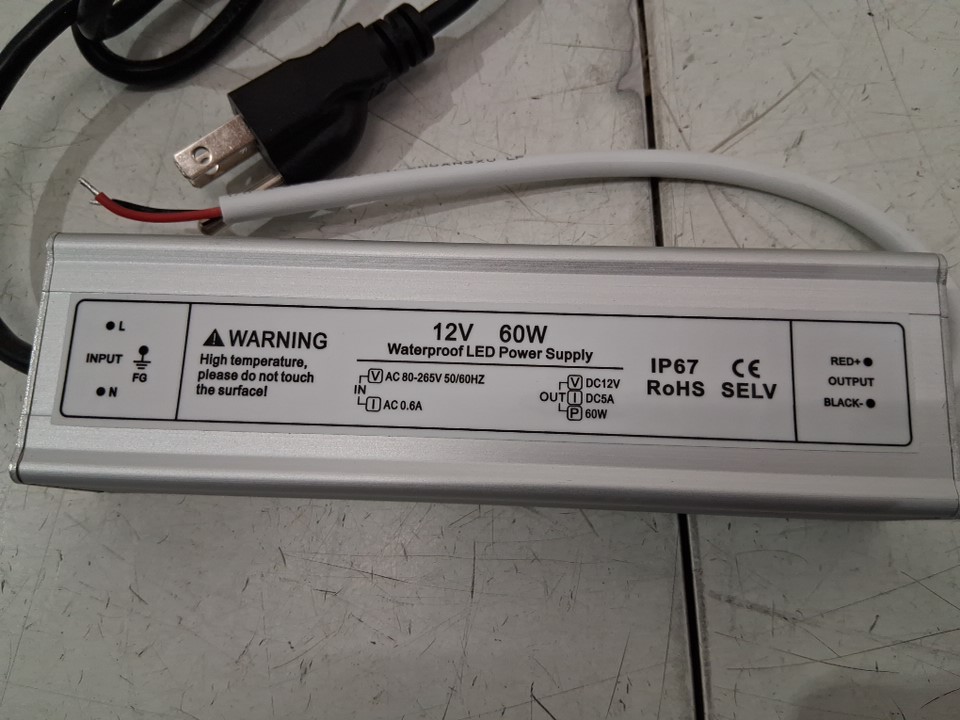 L
INPUT
FG
N
WARNING
High temperature,
please do not touch
the surface!
12V 60W
Waterproof LED Power Supply
IN
V AC 80-265V 50/60HZ
I AC 0.6A
OUT
V DC12V
I DC5A
P 60W
IP67 CE
RoHS SELV
RED+
OUTPUT
BLACK-